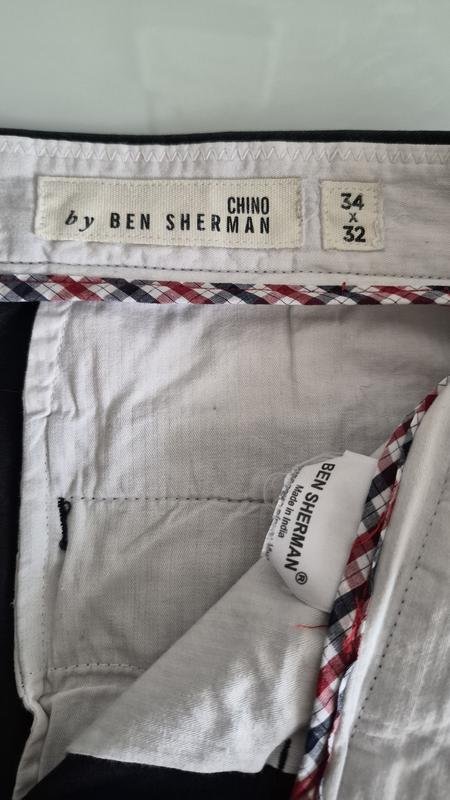 CHINO
by BEN SHERMAN
34
x
32
BEN SHERMAN®
Made in India